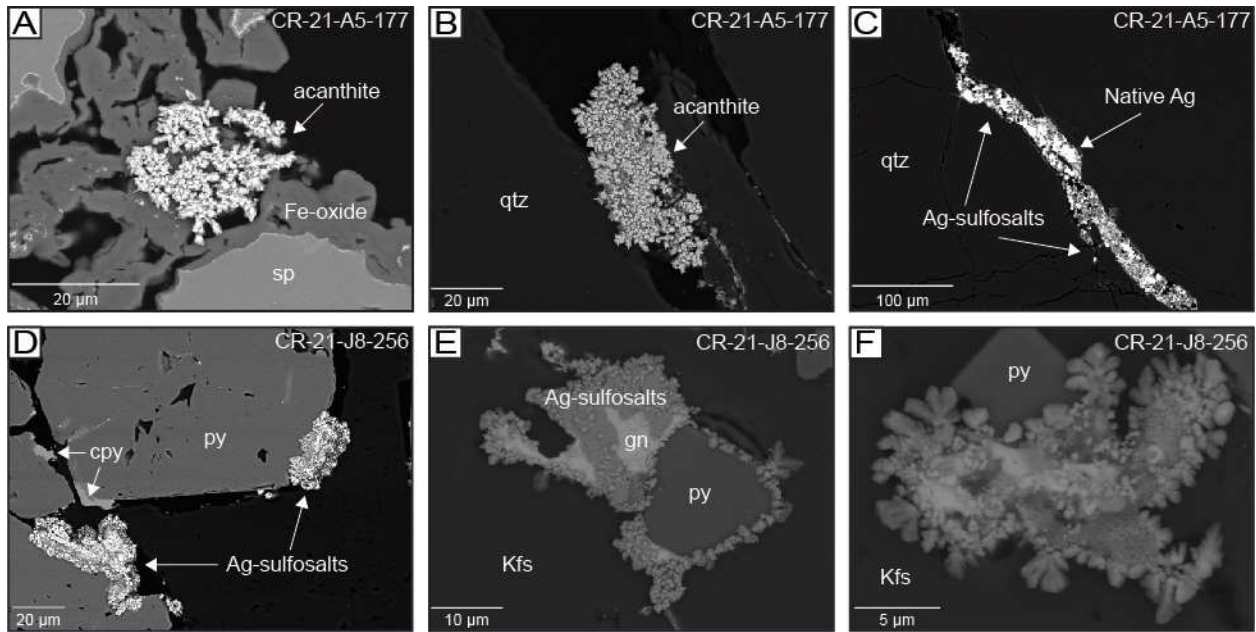 A
CR-21-A5-177
acanthite
Fe-oxide
sp
20 µm
B
CR-21-A5-177
acanthite
qtz
20 µm
C
CR-21-A5-177
Native Ag
qtz
Ag-sulfosalts
100 µm
D
CR-21-J8-256
cpy
py
Ag-sulfosalts
20 µm
E
CR-21-J8-256
Ag-sulfosalts
gn
py
Kfs
10 µm
F
CR-21-J8-256
py
Kfs
5 µm